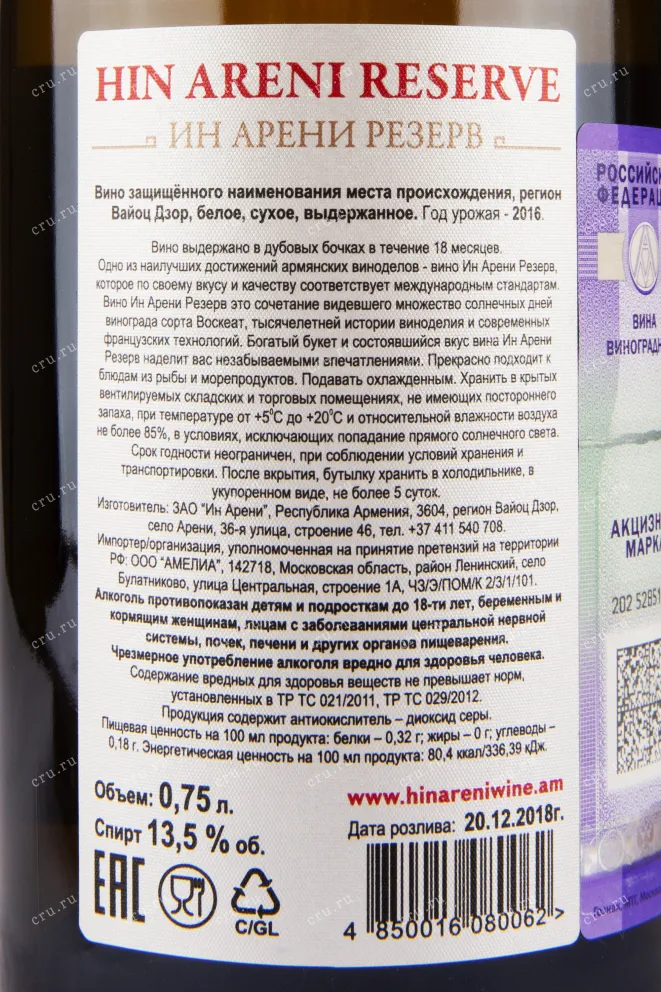 HIN ARENI RESERVE
ИН АРЕНИ РЕЗЕРВ
Вино защищённого наименования места происхождения, регион
Вайоц Дзор, белое, сухое, выдержанное. Год урожая - 2016.
Вино выдержано в дубовых бочках в течение 18 месяцев.
Одно из наилучших достижений армянских виноделов - вино Ин Арени Резерв,
которое по своему вкусу и качеству соответствует международным стандартам.
Вино Ин Арени Резерв это сочетание видевшего множество солнечных дней
винограда сорта Воскеат, тысячелетней истории виноделия и современных
французских технологий. Богатый букет и состоявшийся вкус вина Ин Арени
Резерв наделит вас незабываемыми впечатлениями. Прекрасно подходит к
блюдам из рыбы и морепродуктов. Подавать охлажденным. Хранить в крытых
вентилируемых складских и торговых помещениях, не имеющих постороннего
запаха, при температуре от +5⁰С до +20⁰С и относительной влажности воздуха
не более 85%, в условиях, исключающих попадание прямого солнечного света.
Срок годности неограничен, при соблюдении условий хранения и
транспортировки. После вкрытия, бутылку хранить в холодильнике, в
укупоренном виде, не более 5 суток.
Изготовитель: ЗАО "Ин Арени", Республика Армения, 3604, регион Вайоц Дзор,
село Арени, 36-я улица, строение 46, тел. +37 411 540 708.
Импортер/организация, уполномоченная на принятие претензий на территории
РФ: ООО "АМЕЛИА", 142718, Московская область, район Ленинский, село
Булатниково, улица Центральная, строение 1А, ЧЗ/Э/ПОМ/К 2/3/1/101.
Алкоголь противопоказан детям и подросткам до 18-ти лет, беременным и
кормящим женщинам, лицам с заболеваниями центральной нервной
системы, почек, печени и других органов пищеварения.
Чрезмерное употребление алкоголя вредно для здоровья человека.
Содержание вредных для здоровья веществ не превышает норм,
установленных в ТР ТС 021/2011, ТР ТС 029/2012.
Продукция содержит антиокислитель – диоксид серы.
Пищевая ценность на 100 мл продукта: белки – 0,32 г; жиры – 0 г; углеводы –
0,18 г. Энергетическая ценность на 100 мл продукта: 80,4 ккал/336,39 кДж.
Объем: 0,75 л.
Спирт 13,5 % об.
www.hinareniwine.am
Дата розлива: 20.12.2018г.
ЕАС
C/GL
4 850016 080062 >
РОССИЙСК
ФЕДЕРАЦ
ВИНА
ВИНОГРАДН
АКЦИЗН
МАРКА
202 52851
cru.ru